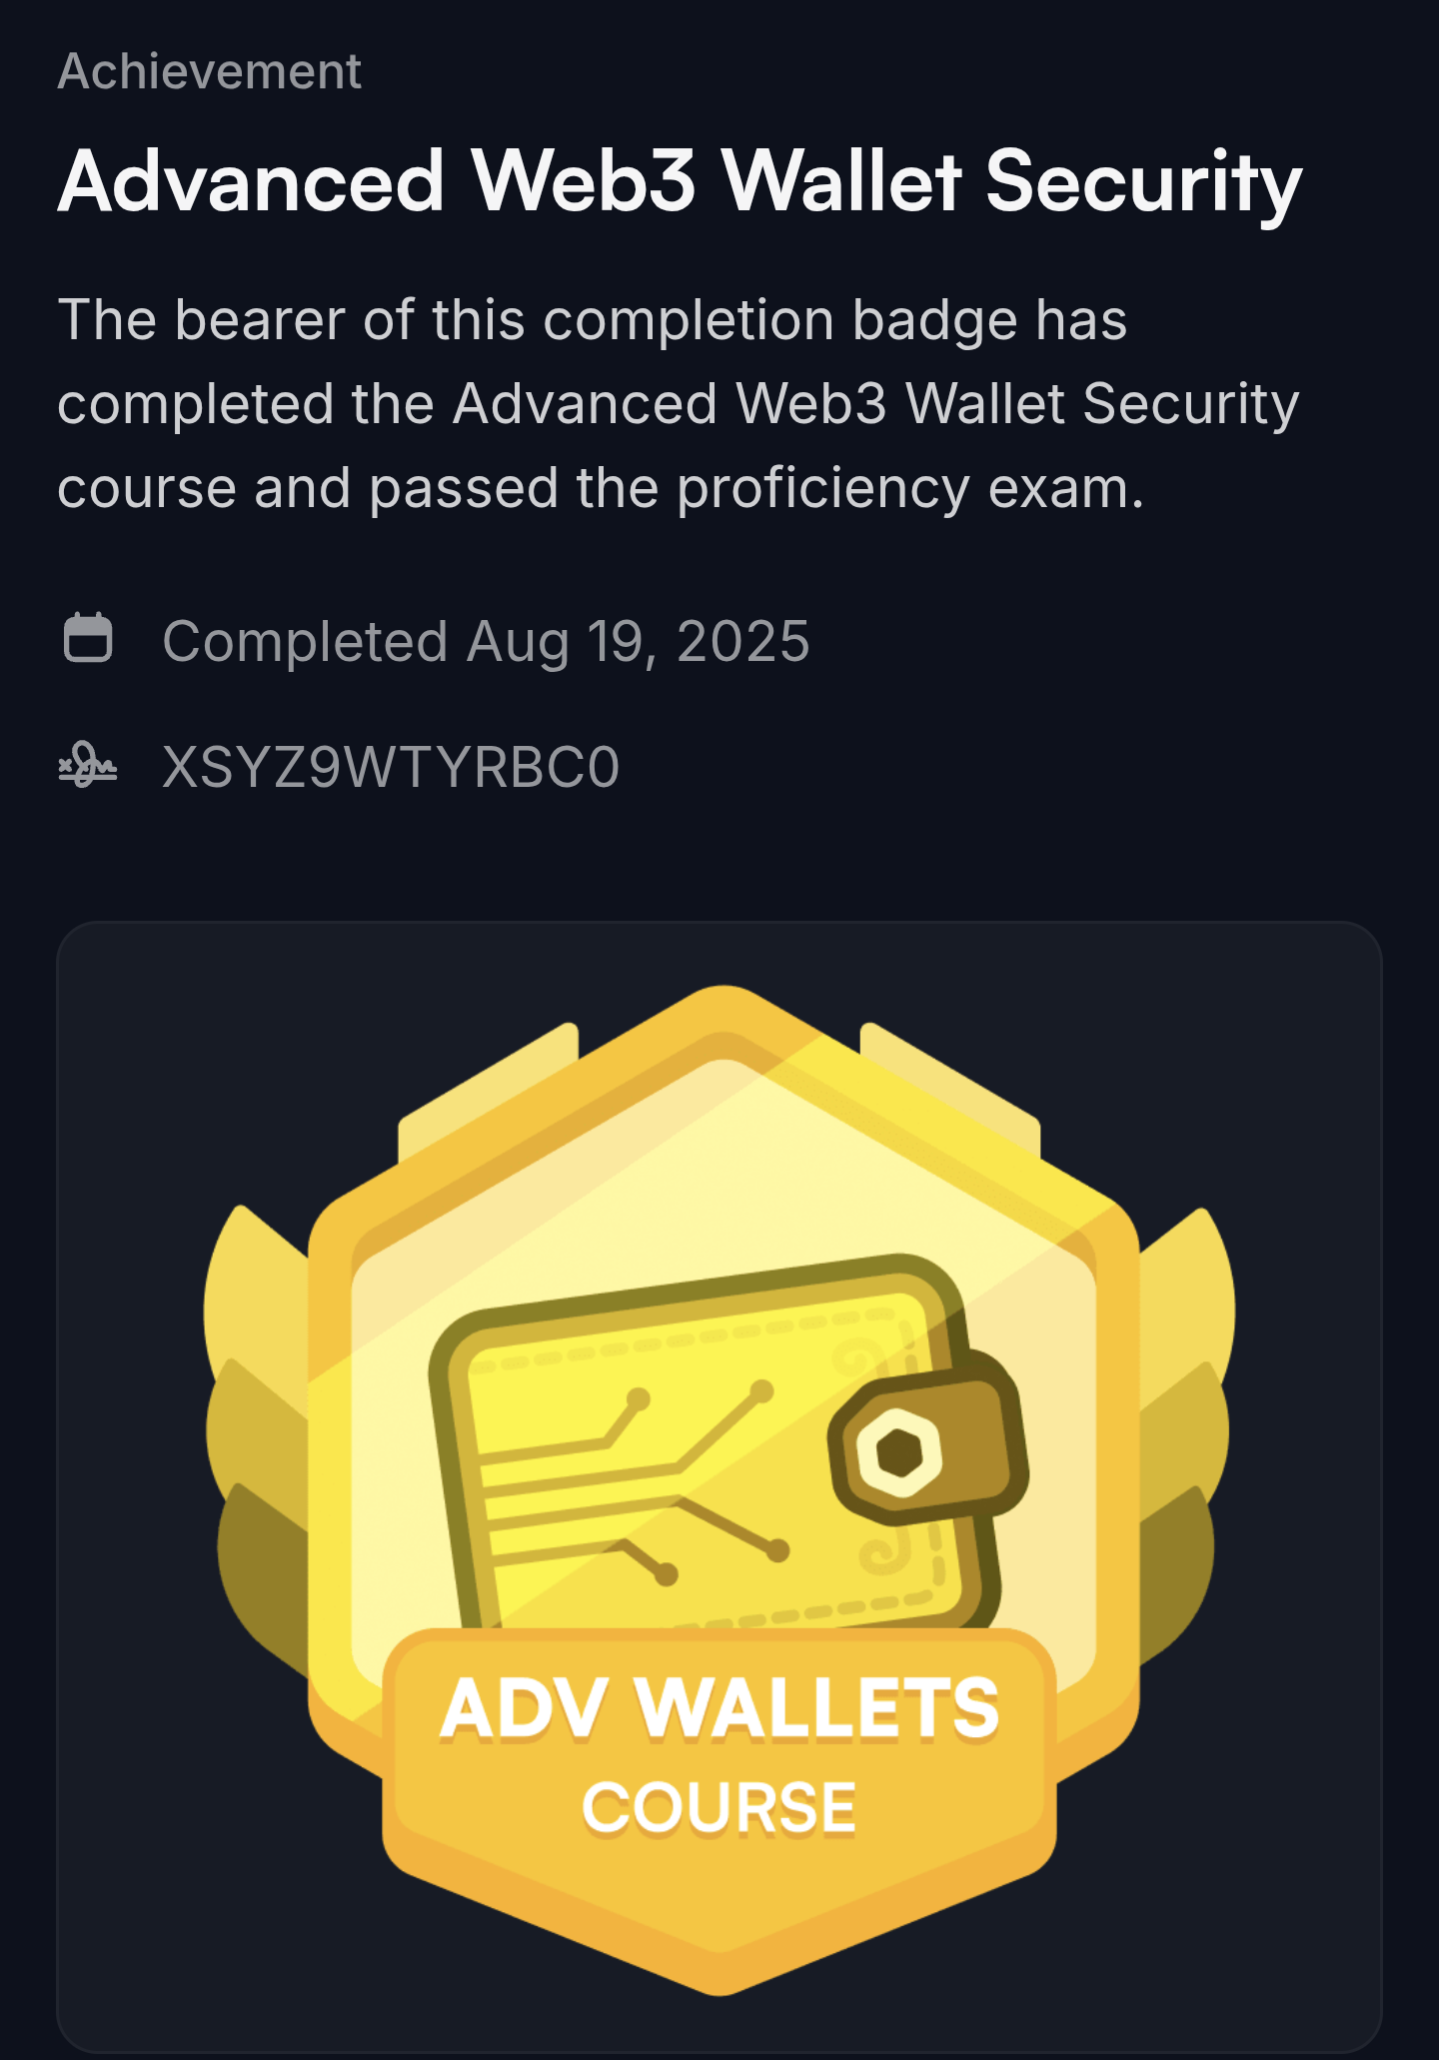 Achievement
Advanced Web3 Wallet Security
The bearer of this completion badge has
completed the Advanced Web3 Wallet Security
course and passed the proficiency exam.
Completed Aug 19, 2025
XSYZ9WTYRBC0
ADV WALLETS
COURSE